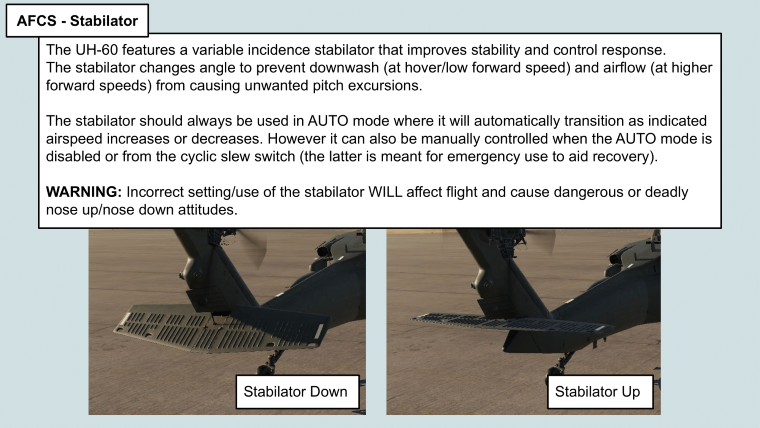 AFCS - Stabilator
The UH-60 features a variable incidence stabilator that improves stability and control response.
The stabilator changes angle to prevent downwash (at hover/low forward speed) and airflow (at higher
forward speeds) from causing unwanted pitch excursions.
The stabilator should always be used in AUTO mode where it will automatically transition as indicated
airspeed increases or decreases. However it can also be manually controlled when the AUTO mode is
disabled or from the cyclic slew switch (the latter is meant for emergency use to aid recovery).
WARNING: Incorrect setting/use of the stabilator WILL affect flight and cause dangerous or deadly
nose up/nose down attitudes.
Stabilator Down
Stabilator Up